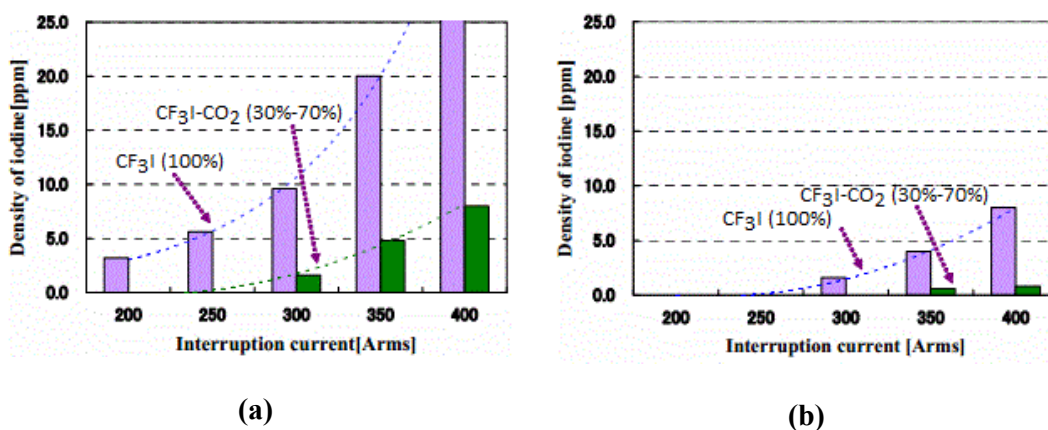 Density of iodine[ppm]
25.0
20.0
15.0
10.0
5.0
0.0
CF₃I-CO₂ (30%-70%)
CF₃I (100%)
200 250 300 350 400
Interruption current[Arms]
(a)
Density of iodine [ppm]
25.0
20.0
15.0
10.0
5.0
0.0
CF₃I-CO₂ (30%-70%)
CF₃I (100%)
200 250 300 350 400
Interruption current [Arms]
(b)